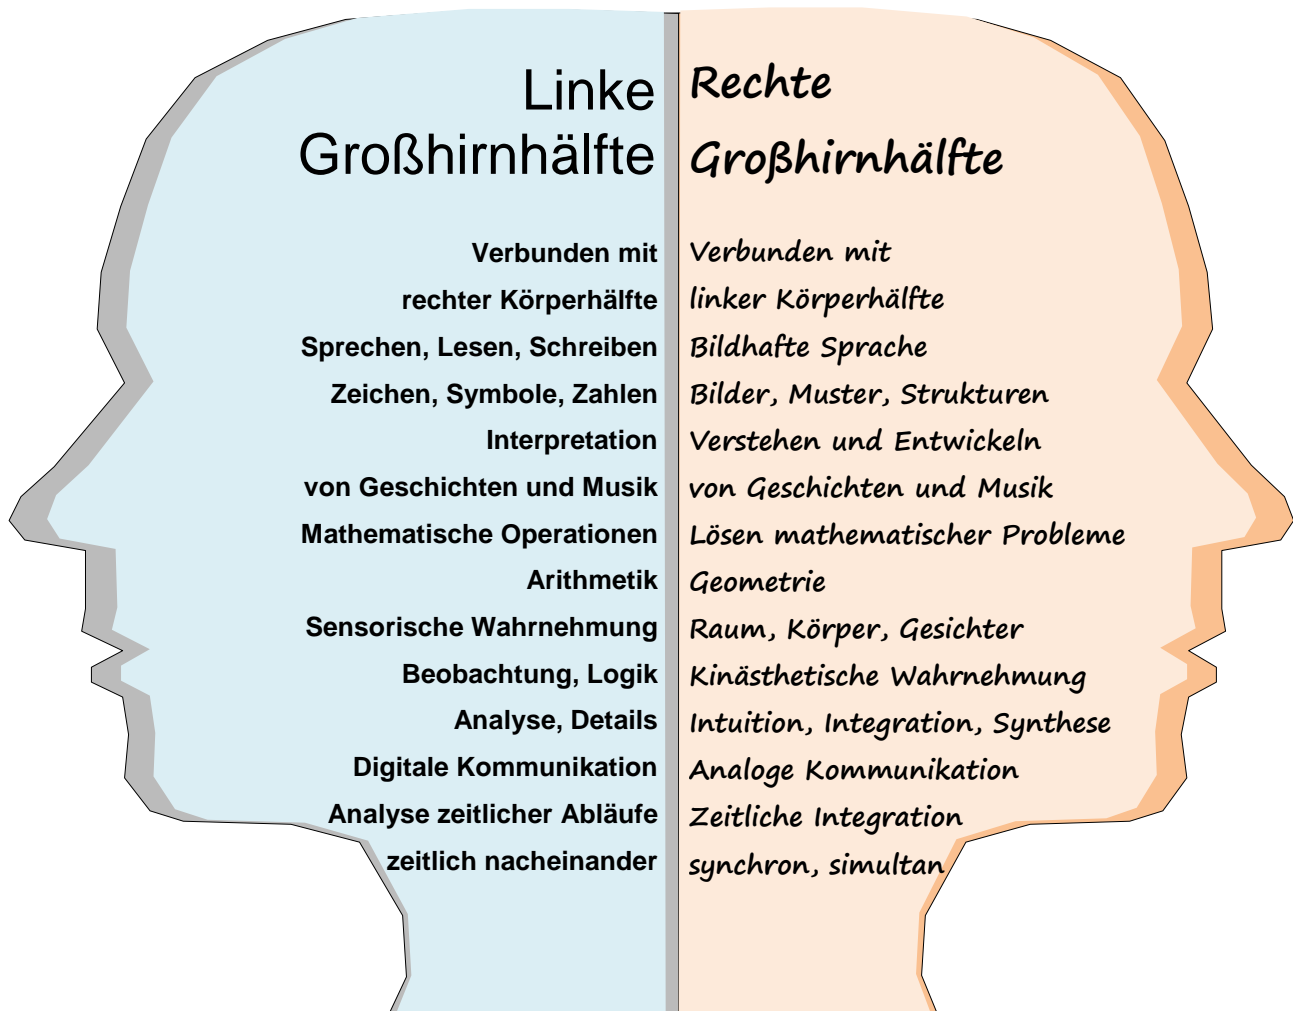 Linke
Großhirnhälfte
Verbunden mit
rechter Körperhälfte
Sprechen, Lesen, Schreiben
Zeichen, Symbole, Zahlen
Interpretation
von Geschichten und Musik
Mathematische Operationen
Arithmetik
Sensorische Wahrnehmung
Beobachtung, Logik
Analyse, Details
Digitale Kommunikation
Analyse zeitlicher Abläufe
zeitlich nacheinander
Rechte
Großhirnhälfte
Verbunden mit
linker Körperhälfte
Bildhafte Sprache
Bilder, Muster, Strukturen
Verstehen und Entwickeln
von Geschichten und Musik
Lösen mathematischer Probleme
Geometrie
Raum, Körper, Gesichter
Kinästhetische Wahrnehmung
Intuition, Integration, Synthese
Analoge Kommunikation
Zeitliche Integration
synchron, simultan